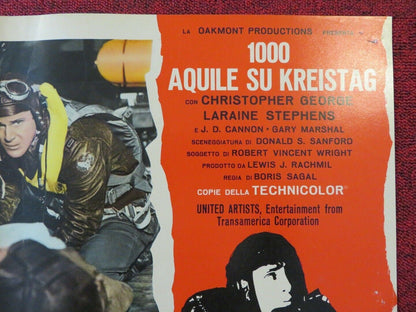 LA OAKMONT PRODUCTIONS PRESENTA
1000
AQUILE SU KREISTAG
CON CHRISTOPHER GEORGE
LARAINE STEPHENS
E J. D. CANNON • GARY MARSHAL
SCENEGGIATURA DI DONALD S. SANFORD
SOGGETTO DI ROBERT VINCENT WRIGHT
PRODOTTO DA LEWIS J. RACHMIL
REGIA DI BORIS SAGAL
COPIE DELLA TECHNICOLOR®
UNITED ARTISTS, Entertainment from
Transamerica Corporation